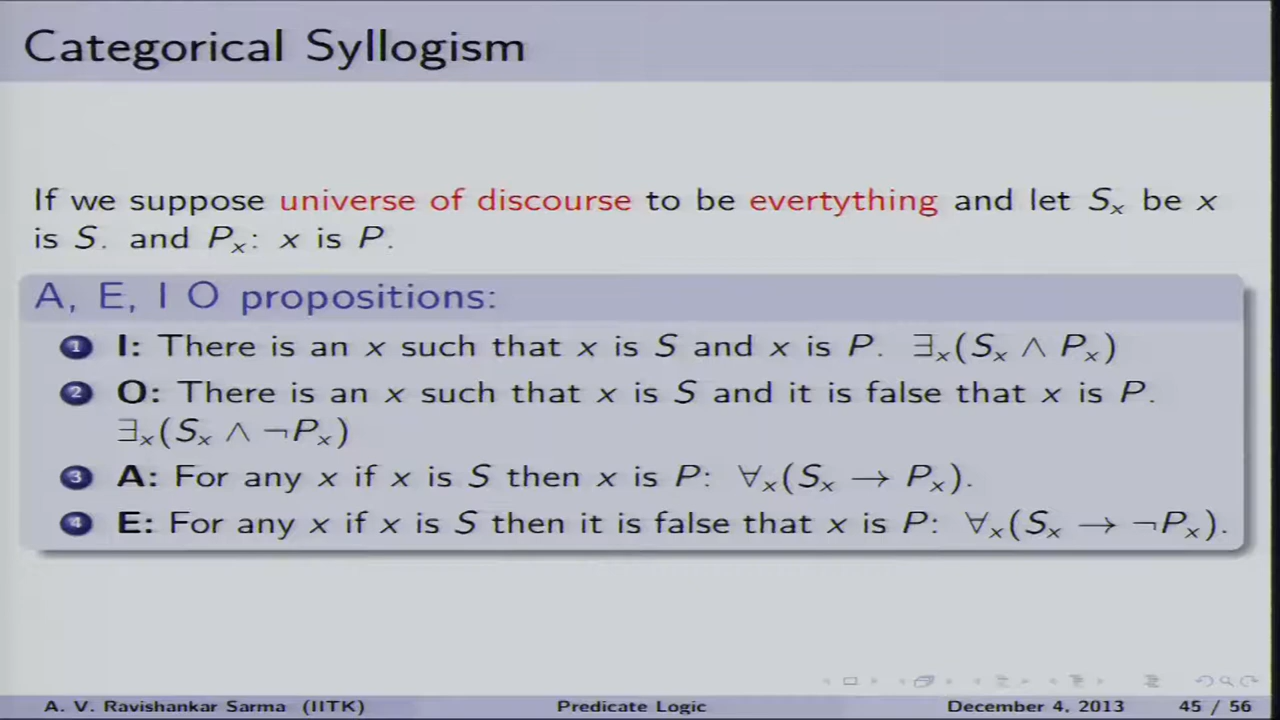 Categorical Syllogism
If we suppose universe of discourse to be evertything and let Sₓ be x
is S. and Pₓ: x is P.
A, E, I O propositions:
1 I: There is an x such that x is S and x is P. ∃ₓ(Sₓ ∧ Pₓ)
2 O: There is an x such that x is S and it is false that x is P.
∃ₓ(Sₓ ∧ ¬Pₓ)
3 A: For any x if x is S then x is P: ∀ₓ(Sₓ → Pₓ).
4 E: For any x if x is S then it is false that x is P: ∀ₓ(Sₓ → ¬Pₓ).
A. V. Ravishankar Sarma (IITK) Predicate Logic December 4, 2013 45 / 56